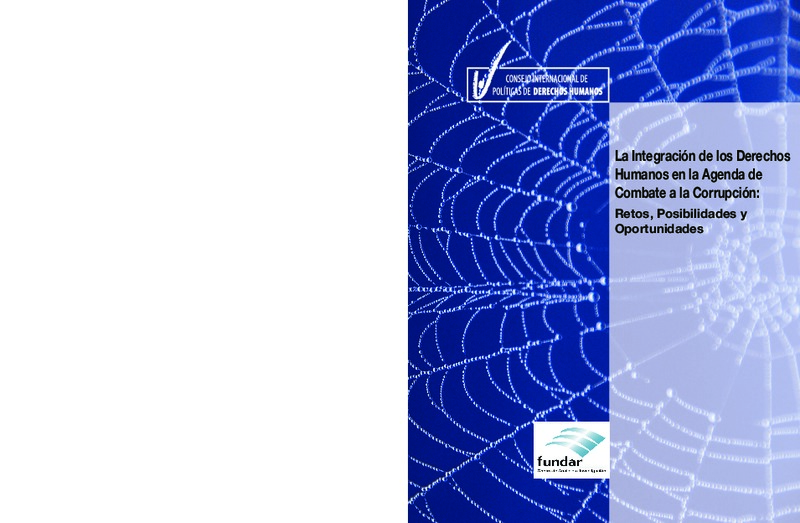 CONSEJO INTERNACIONAL DE
POLÍTICAS DE DERECHOS HUMANOS
La Integración de los Derechos
Humanos en la Agenda de
Combate a la Corrupción:
Retos, Posibilidades y
Oportunidades
fundar